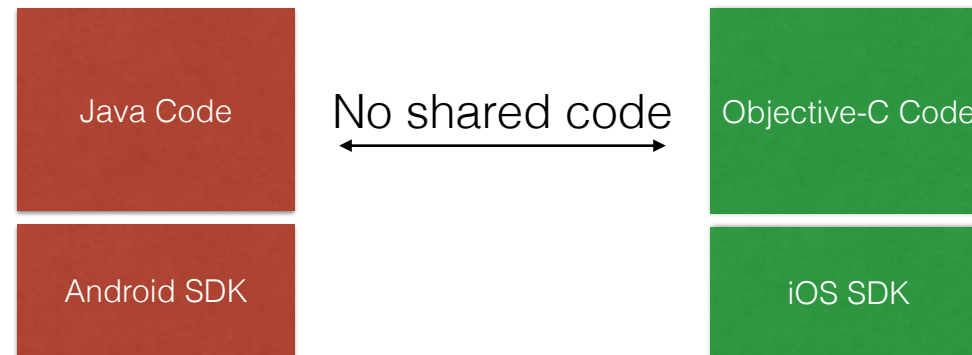 Java Code
No shared code
Objective-C Code
Android SDK
iOS SDK